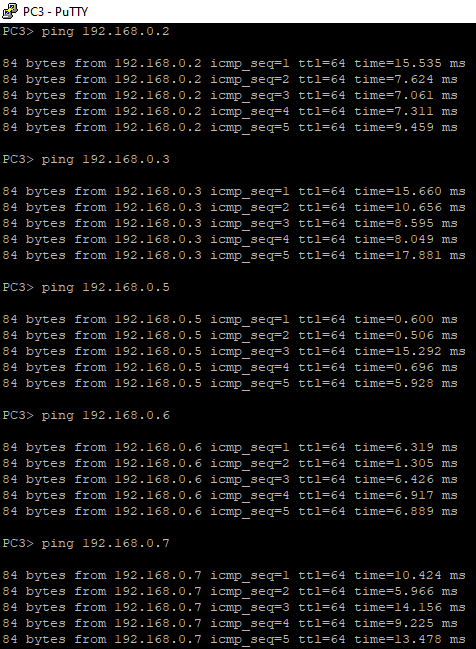 PC3 - PuTTY
PC3> ping 192.168.0.2
84 bytes from 192.168.0.2 icmp_seq=1 ttl=64 time=15.535 ms
84 bytes from 192.168.0.2 icmp_seq=2 ttl=64 time=7.624 ms
84 bytes from 192.168.0.2 icmp_seq=3 ttl=64 time=7.061 ms
84 bytes from 192.168.0.2 icmp_seq=4 ttl=64 time=7.311 ms
84 bytes from 192.168.0.2 icmp_seq=5 ttl=64 time=9.459 ms
PC3> ping 192.168.0.3
84 bytes from 192.168.0.3 icmp_seq=1 ttl=64 time=15.660 ms
84 bytes from 192.168.0.3 icmp_seq=2 ttl=64 time=10.656 ms
84 bytes from 192.168.0.3 icmp_seq=3 ttl=64 time=8.595 ms
84 bytes from 192.168.0.3 icmp_seq=4 ttl=64 time=8.049 ms
84 bytes from 192.168.0.3 icmp_seq=5 ttl=64 time=17.881 ms
PC3> ping 192.168.0.5
84 bytes from 192.168.0.5 icmp_seq=1 ttl=64 time=0.600 ms
84 bytes from 192.168.0.5 icmp_seq=2 ttl=64 time=0.506 ms
84 bytes from 192.168.0.5 icmp_seq=3 ttl=64 time=15.292 ms
84 bytes from 192.168.0.5 icmp_seq=4 ttl=64 time=0.696 ms
84 bytes from 192.168.0.5 icmp_seq=5 ttl=64 time=5.928 ms
PC3> ping 192.168.0.6
84 bytes from 192.168.0.6 icmp_seq=1 ttl=64 time=6.319 ms
84 bytes from 192.168.0.6 icmp_seq=2 ttl=64 time=1.305 ms
84 bytes from 192.168.0.6 icmp_seq=3 ttl=64 time=6.426 ms
84 bytes from 192.168.0.6 icmp_seq=4 ttl=64 time=6.917 ms
84 bytes from 192.168.0.6 icmp_seq=5 ttl=64 time=6.889 ms
PC3> ping 192.168.0.7
84 bytes from 192.168.0.7 icmp_seq=1 ttl=64 time=10.424 ms
84 bytes from 192.168.0.7 icmp_seq=2 ttl=64 time=5.966 ms
84 bytes from 192.168.0.7 icmp_seq=3 ttl=64 time=14.156 ms
84 bytes from 192.168.0.7 icmp_seq=4 ttl=64 time=9.225 ms
84 bytes from 192.168.0.7 icmp_seq=5 ttl=64 time=13.478 ms